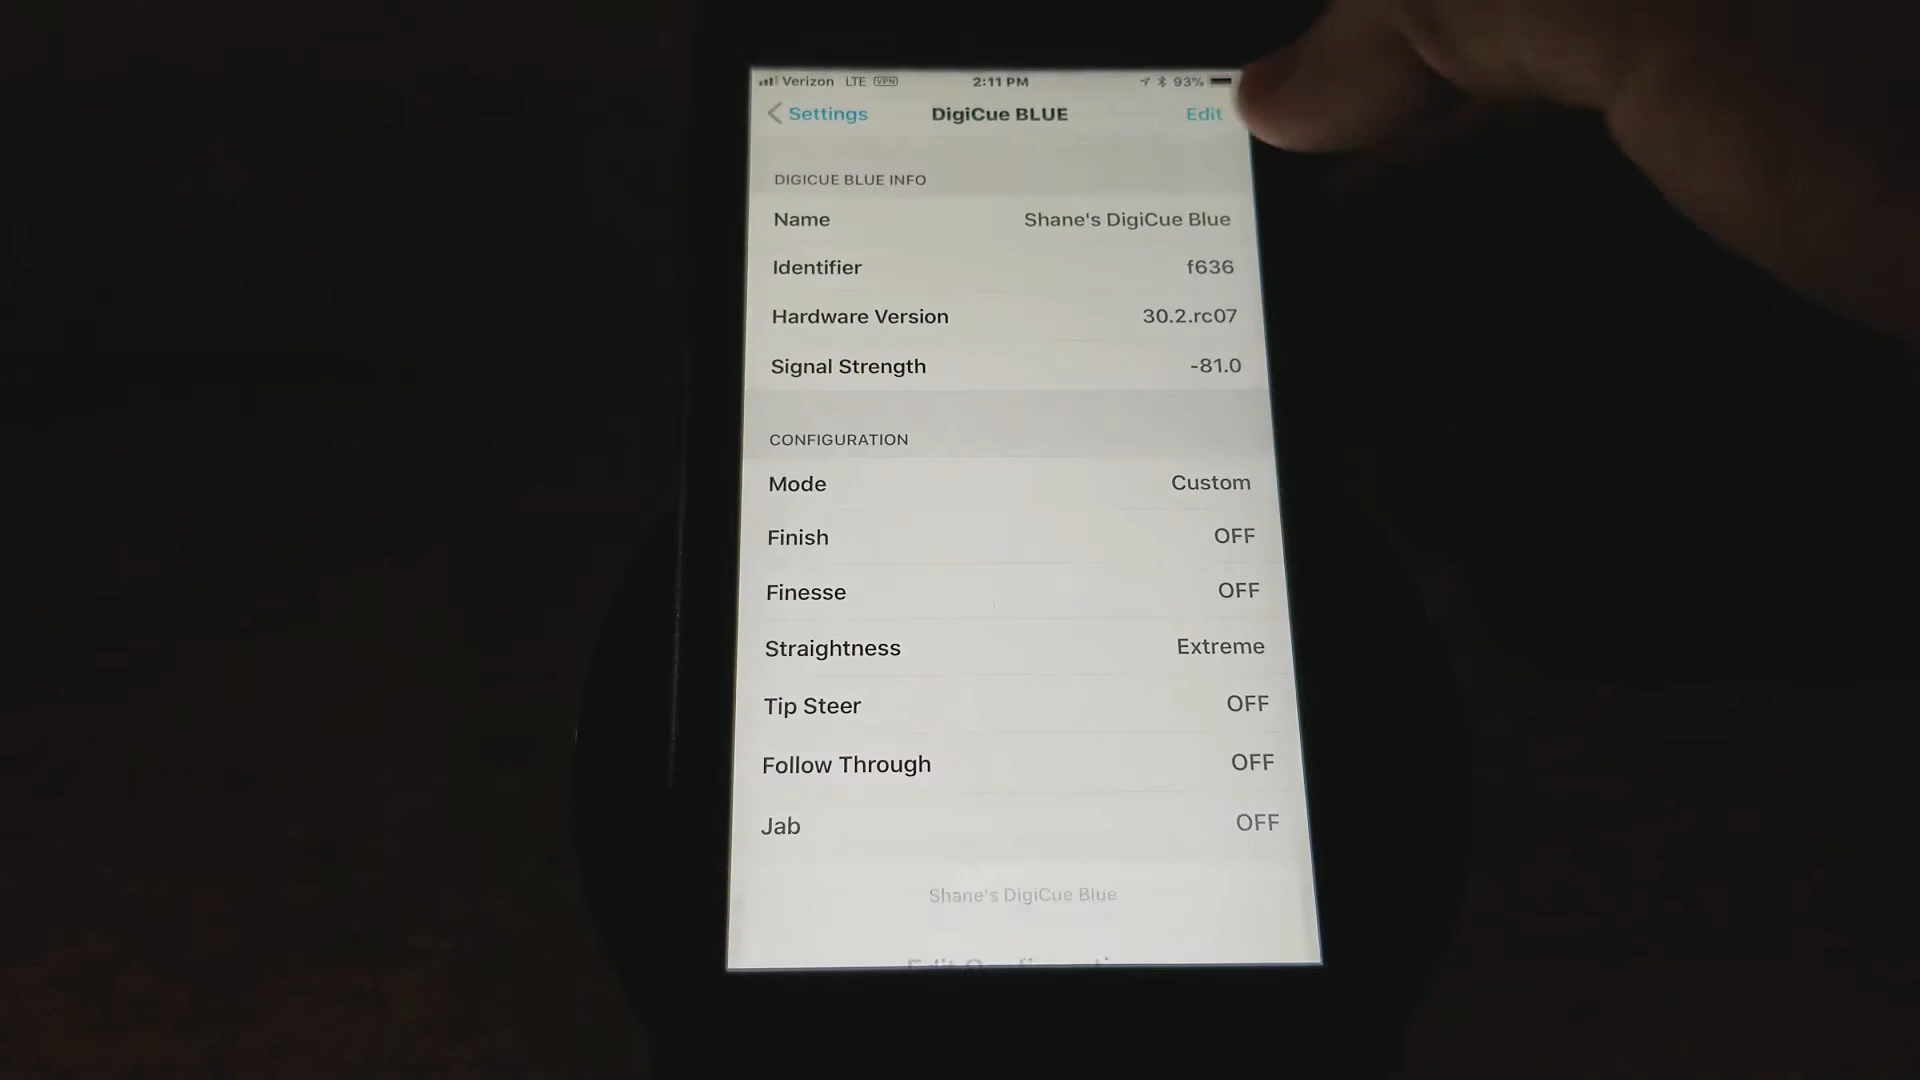 Verizon LTE VPN 2:11 PM 93%
Settings DigiCue BLUE Edit
DIGICUE BLUE INFO
Name Shane's DigiCue Blue
Identifier f636
Hardware Version 30.2.rc07
Signal Strength -81.0
CONFIGURATION
Mode Custom
Finish OFF
Finesse OFF
Straightness Extreme
Tip Steer OFF
Follow Through OFF
Jab OFF
Shane's DigiCue Blue